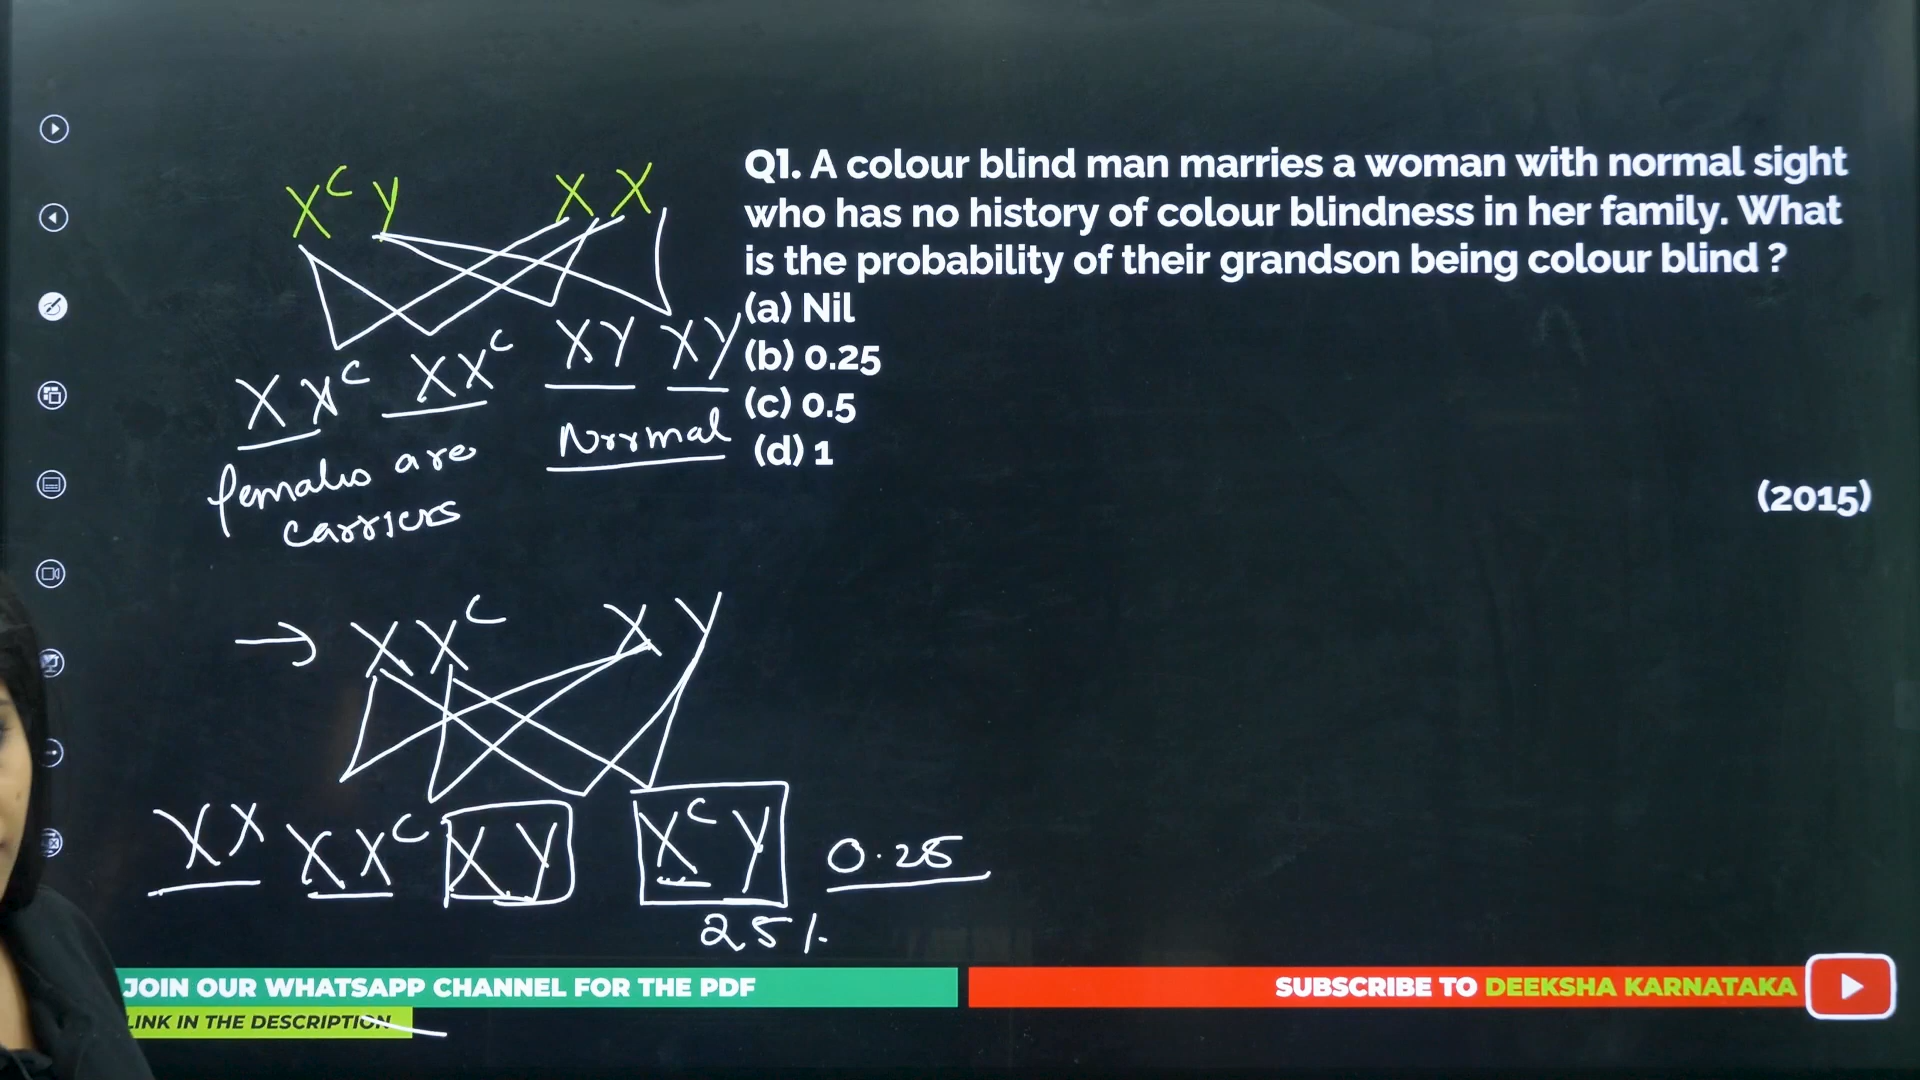 Q1. A colour blind man marries a woman with normal sight
who has no history of colour blindness in her family. What
is the probability of their grandson being colour blind ?
(a) Nil
(b) 0.25
(c) 0.5
(d) 1
(2015)
X^C Y X X
X X^C X X^C X Y X Y
females are
carriers
Normal
→ X X^C X Y
X X X X^C X Y X^C Y 0.25
25%
JOIN OUR WHATSAPP CHANNEL FOR THE PDF
LINK IN THE DESCRIPTION
SUBSCRIBE TO DEEKSHA KARNATAKA